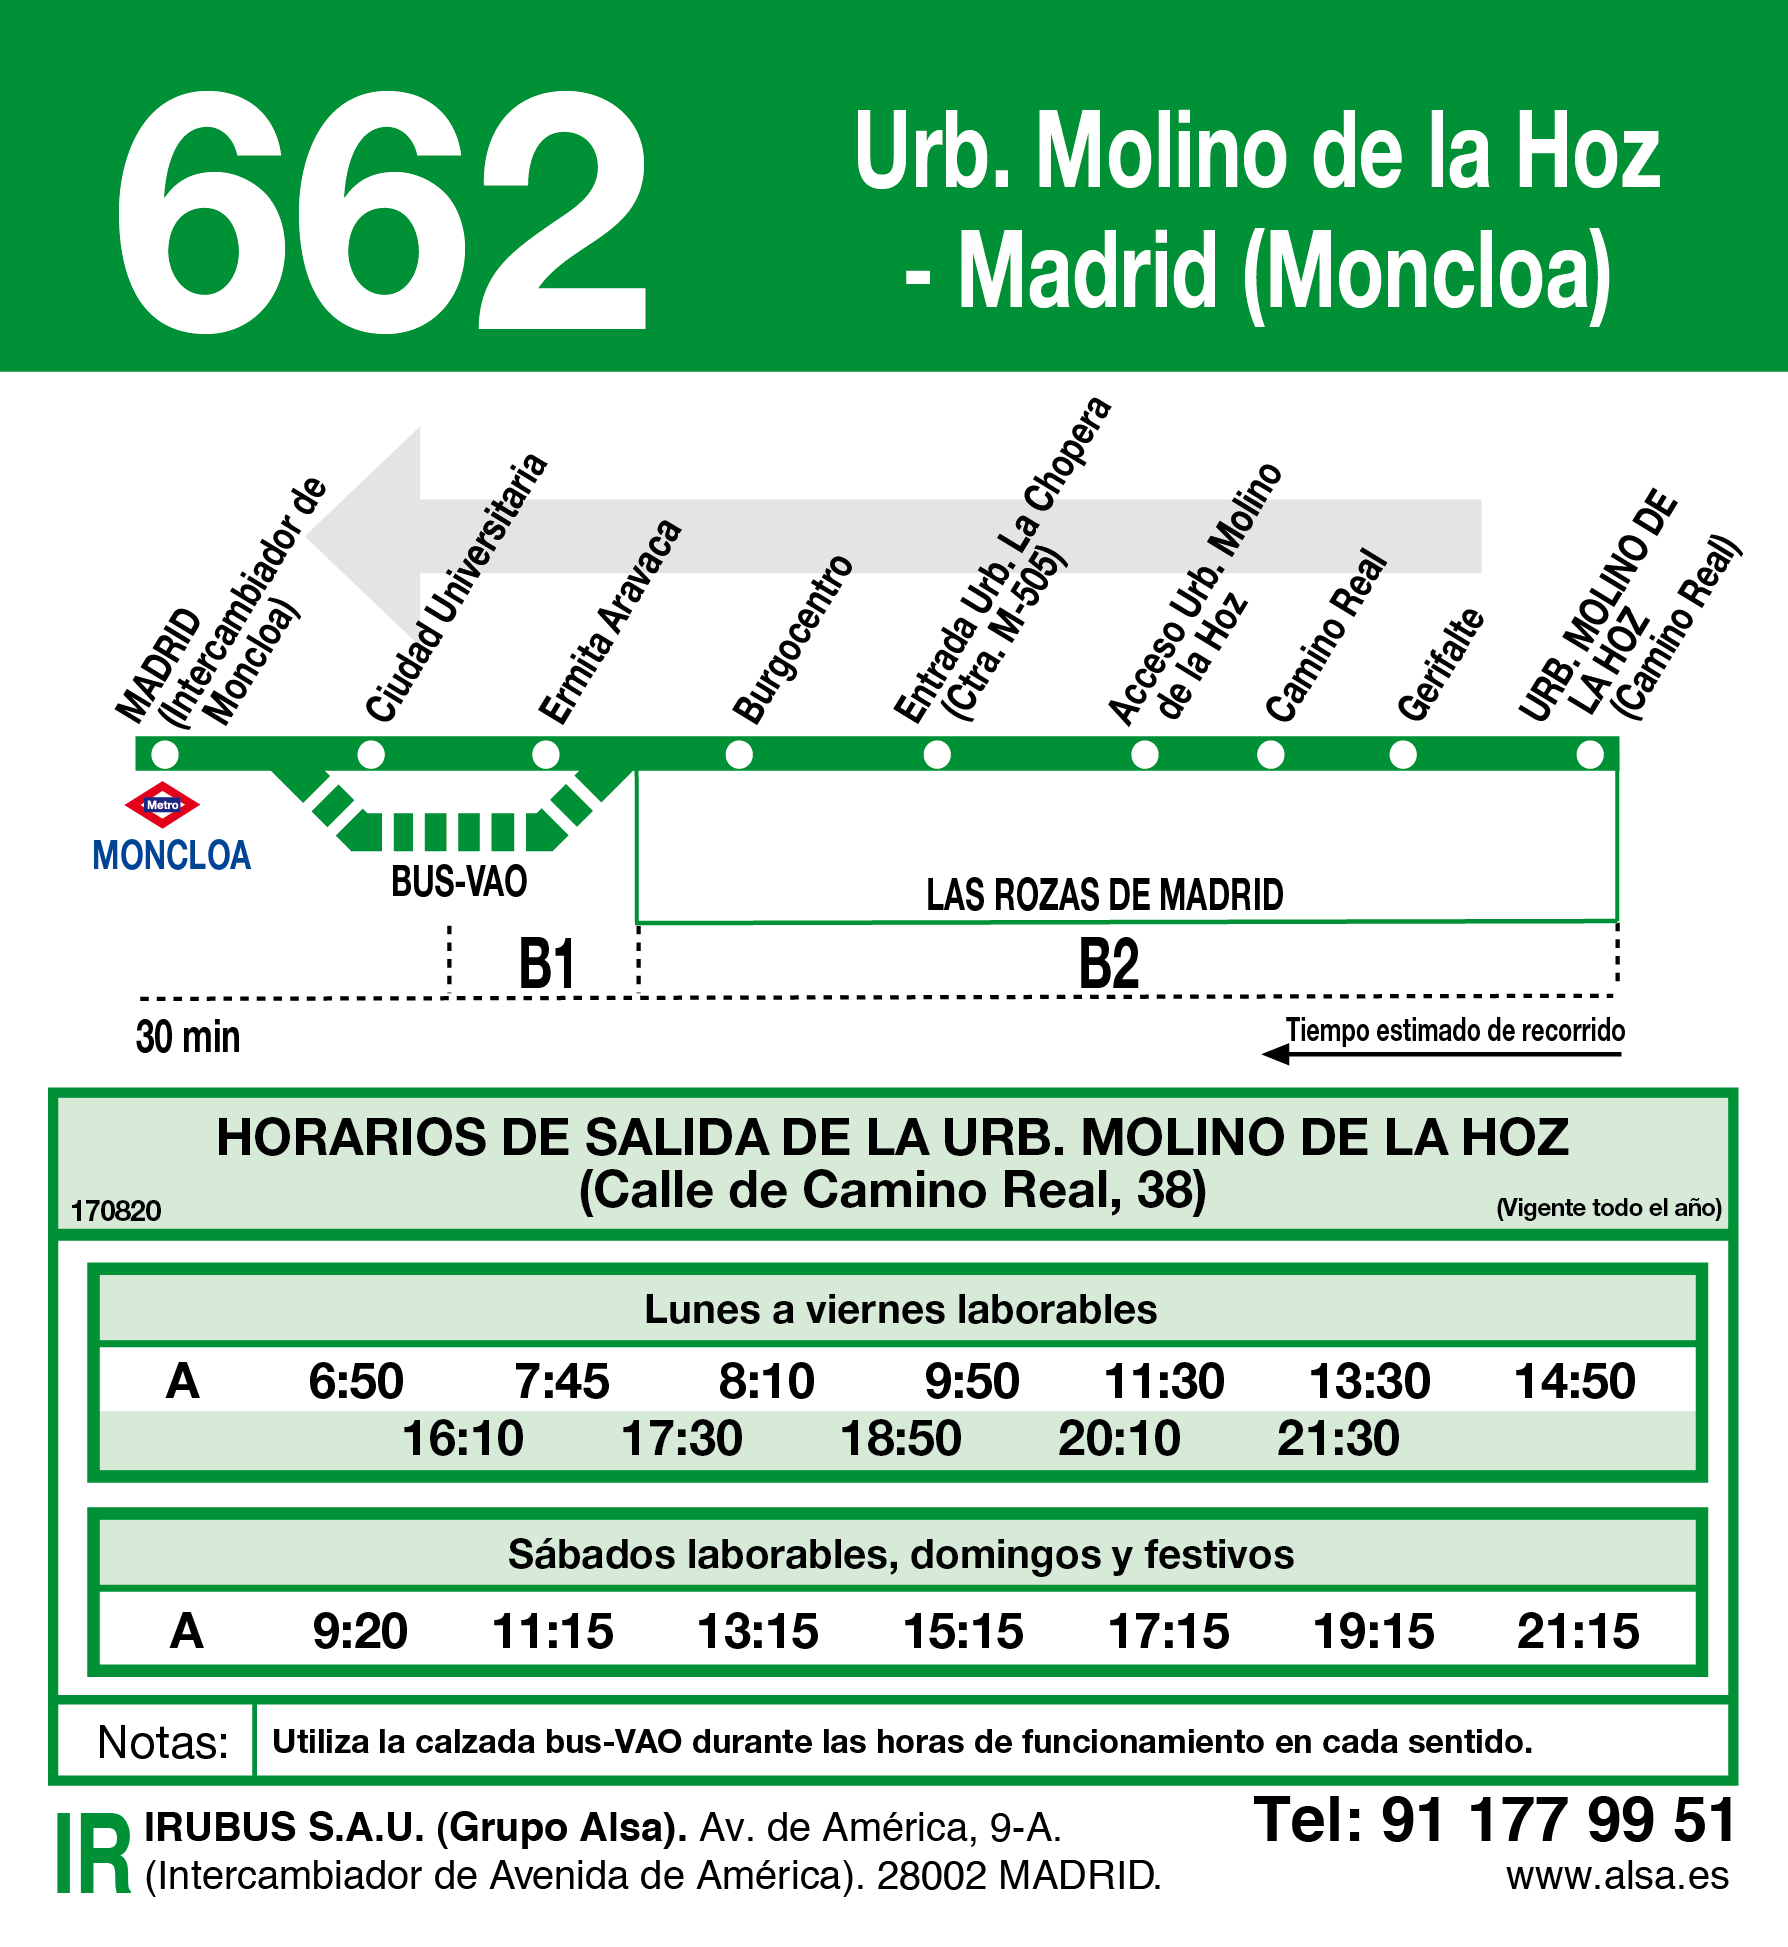 662
Urb. Molino de la Hoz
- Madrid (Moncloa)
MADRID
(Intercambiador de
Moncloa)
Ciudad Universitaria
Ermita Aravaca
Burgocentro
Entrada Urb. La Chopera
(Ctra. M-505)
Acceso Urb. Molino
de la Hoz
Camino Real
Gerifalte
URB. MOLINO DE
LA HOZ
(Camino Real)
Metro
MONCLOA
BUS-VAO
LAS ROZAS DE MADRID
B1
B2
30 min
Tiempo estimado de recorrido
HORARIOS DE SALIDA DE LA URB. MOLINO DE LA HOZ
(Calle de Camino Real, 38)
170820
(Vigente todo el año)
Lunes a viernes laborables
A 6:50 7:45 8:10 9:50 11:30 13:30 14:50
16:10 17:30 18:50 20:10 21:30
Sábados laborables, domingos y festivos
A 9:20 11:15 13:15 15:15 17:15 19:15 21:15
Notas: Utiliza la calzada bus-VAO durante las horas de funcionamiento en cada sentido.
IR
IRUBUS S.A.U. (Grupo Alsa). Av. de América, 9-A.
(Intercambiador de Avenida de América). 28002 MADRID.
Tel: 91 177 99 51
www.alsa.es